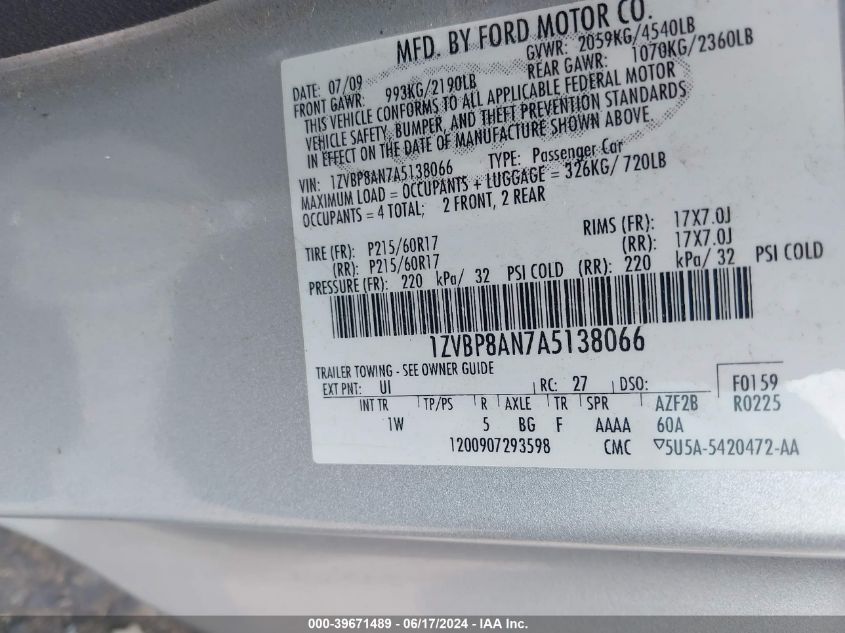 MFD. BY FORD MOTOR CO.
DATE: 07/09 GVWR: 2059KG/4540LB
FRONT GAWR: 993KG/2190LB REAR GAWR: 1070KG/2360LB
THIS VEHICLE CONFORMS TO ALL APPLICABLE FEDERAL MOTOR
VEHICLE SAFETY, BUMPER, AND THEFT PREVENTION STANDARDS
IN EFFECT ON THE DATE OF MANUFACTURE SHOWN ABOVE.
VIN: 1ZVBP8AN7A5138066 TYPE: Passenger Car
MAXIMUM LOAD = OCCUPANTS + LUGGAGE = 326KG/ 720LB
OCCUPANTS = 4 TOTAL; 2 FRONT, 2 REAR
TIRE (FR): P215/60R17 RIMS (FR): 17X7.0J
(RR): P215/60R17 (RR): 17X7.0J
PRESSURE (FR): 220 kPa/ 32 PSI COLD (RR): 220 kPa/ 32 PSI COLD
1ZVBP8AN7A5138066
TRAILER TOWING - SEE OWNER GUIDE
EXT PNT: UI RC: 27 DSO: F0159
INT TR TP/PS R AXLE TR SPR AZF2B R0225
1W 5 BG F AAAA 60A
1200907293598 CMC ▽5U5A-5420472-AA
000-39671489 - 06/17/2024 - IAA -